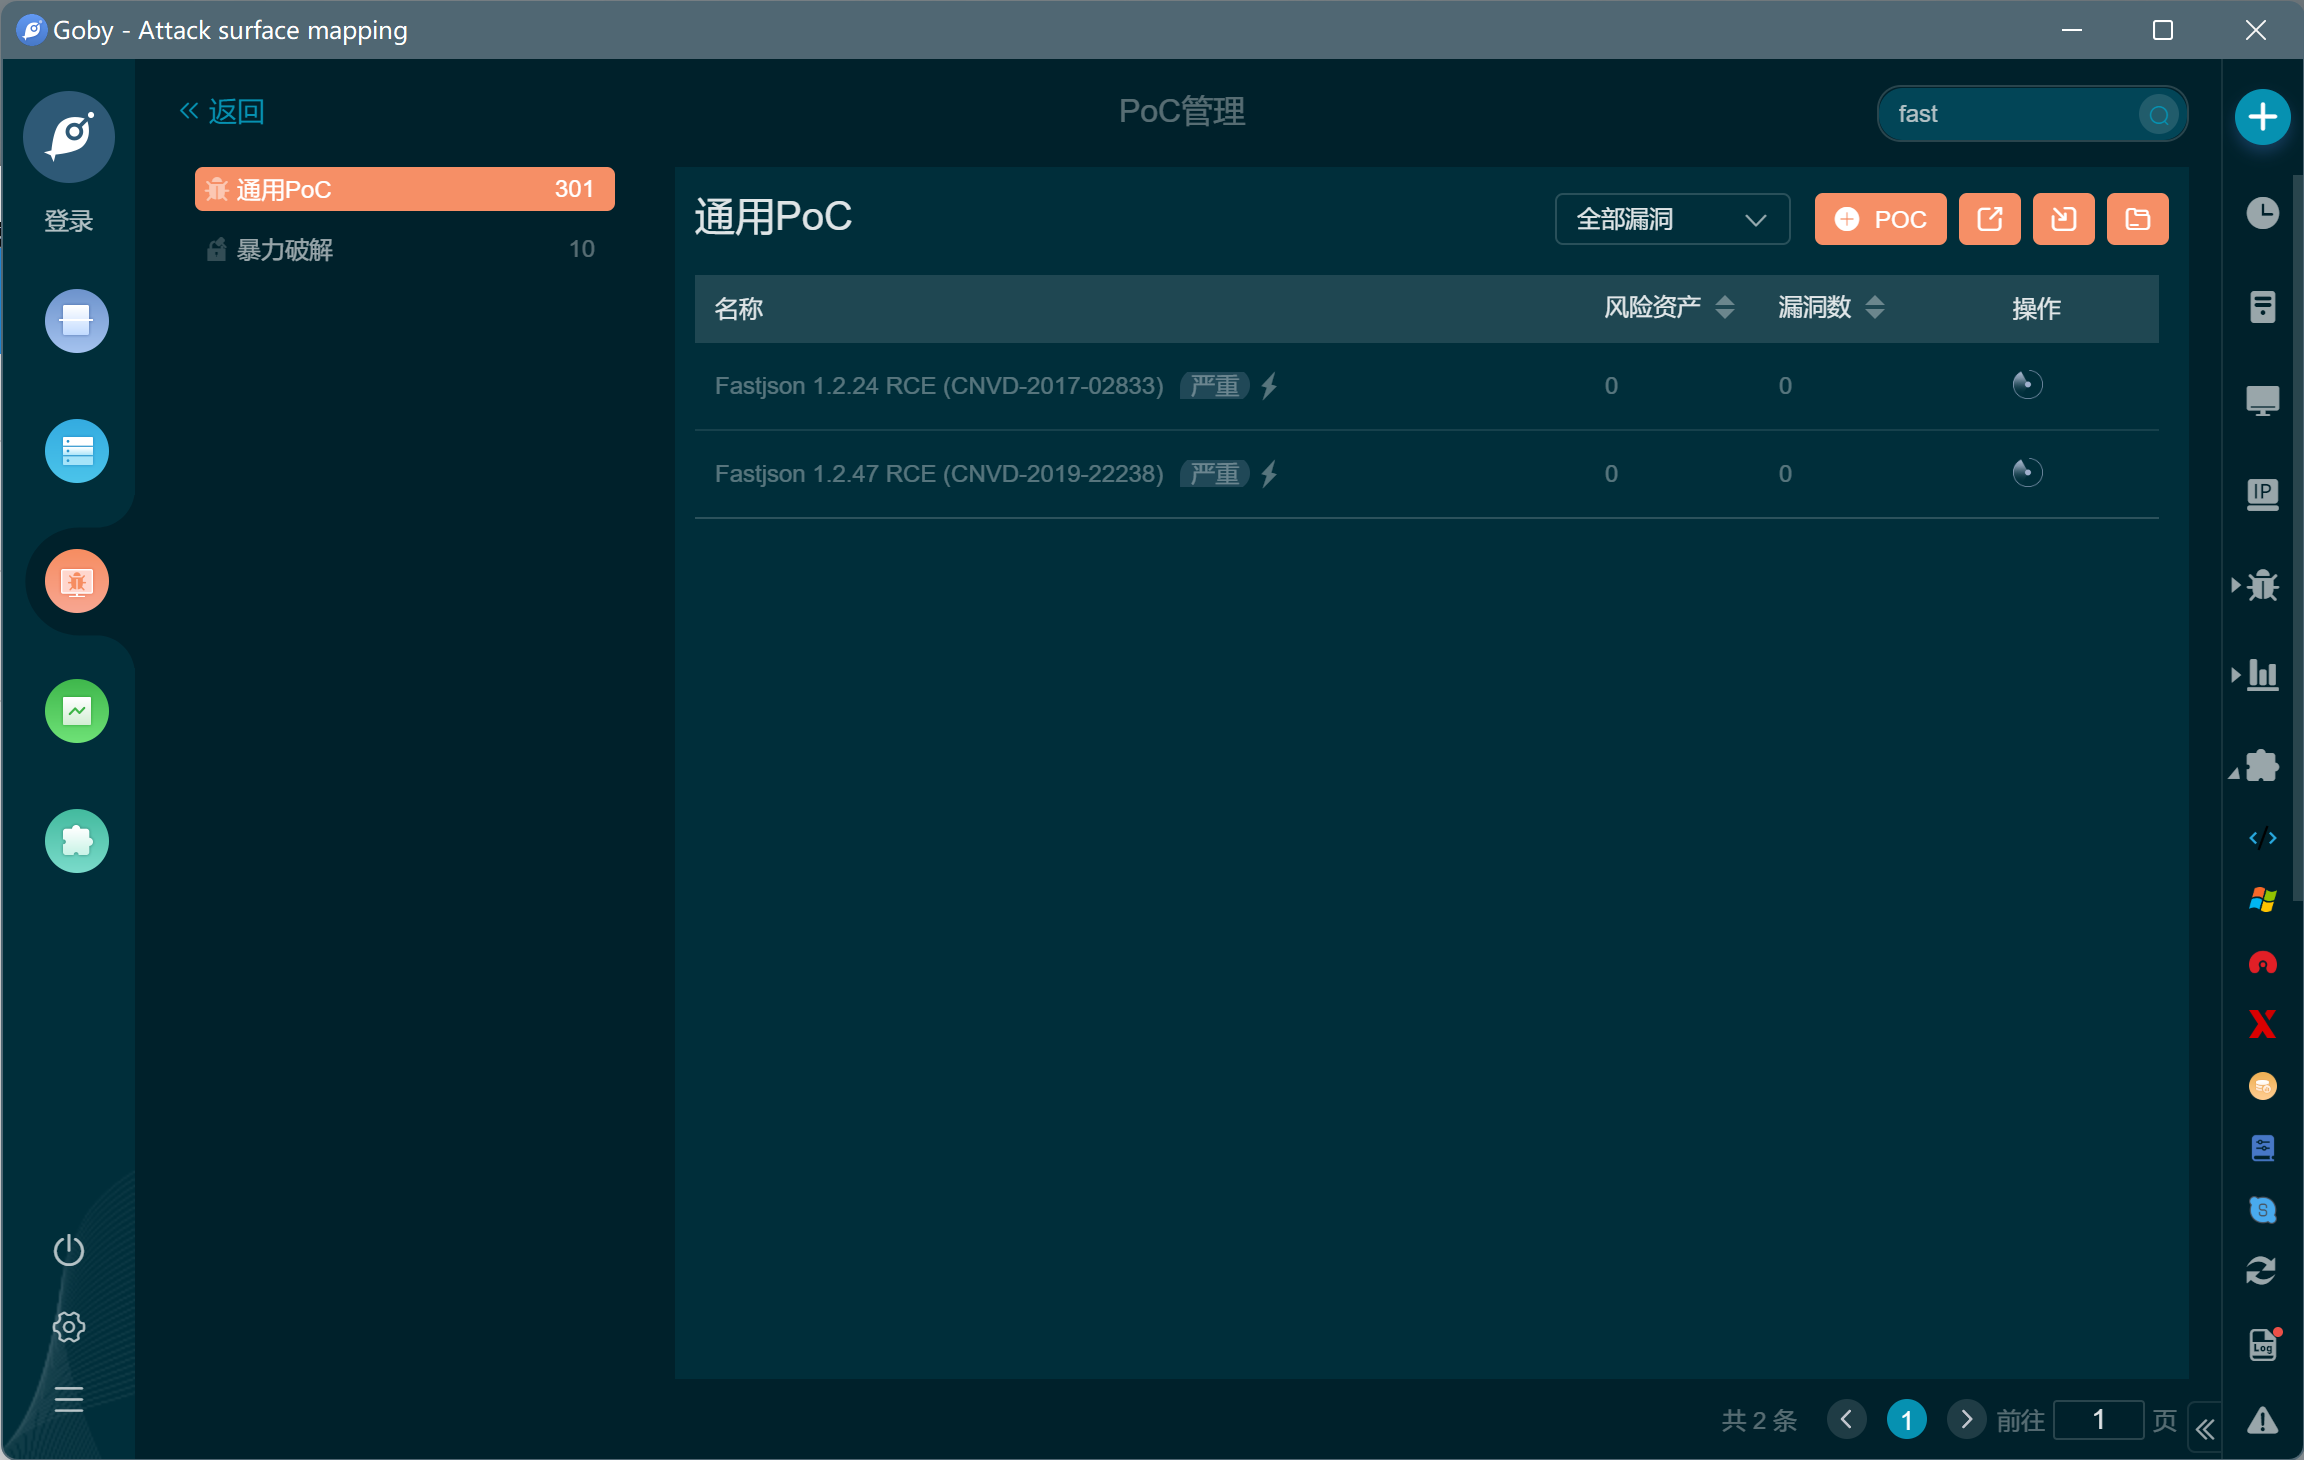 Goby - Attack surface mapping
返回
PoC管理
fast
登录
通用PoC 301
暴力破解 10
通用PoC
全部漏洞
POC
名称 风险资产 漏洞数 操作
Fastjson 1.2.24 RCE (CNVD-2017-02833) 严重 0 0
Fastjson 1.2.47 RCE (CNVD-2019-22238) 严重 0 0
IP
S
Log
共 2 条 1 前往 1 页